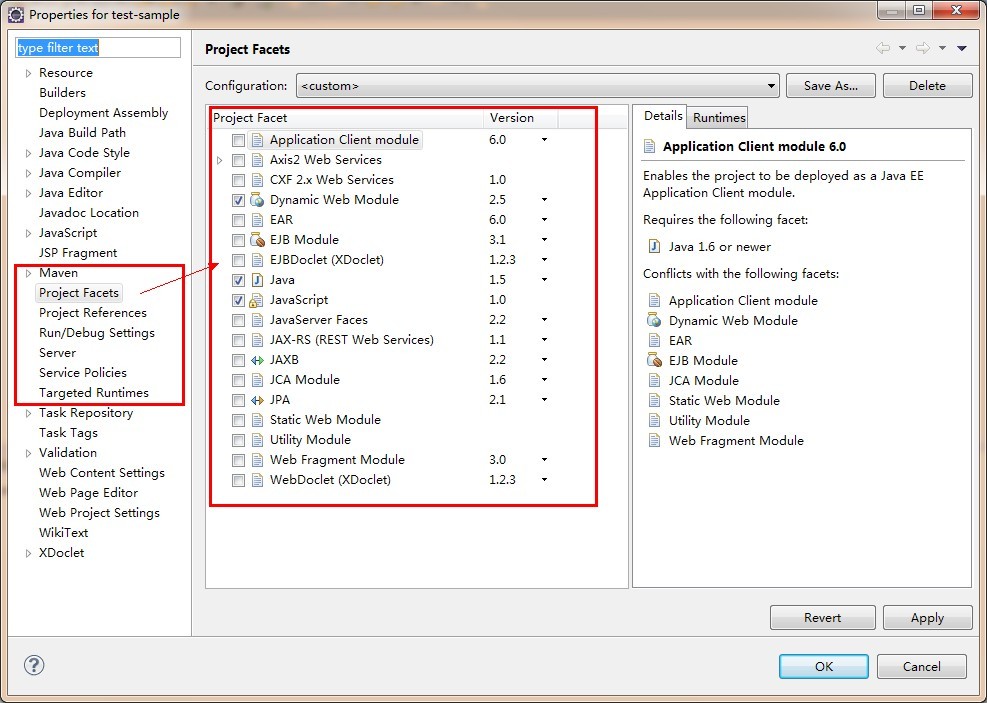 Properties for test-sample
type filter text
Resource
Builders
Deployment Assembly
Java Build Path
Java Code Style
Java Compiler
Java Editor
Javadoc Location
JavaScript
JSP Fragment
Maven
Project Facets
Project References
Run/Debug Settings
Server
Service Policies
Targeted Runtimes
Task Repository
Task Tags
Validation
Web Content Settings
Web Page Editor
Web Project Settings
WikiText
XDoclet
Project Facets
Configuration: <custom> Save As... Delete
Project Facet Version
Application Client module 6.0
Axis2 Web Services
CXF 2.x Web Services 1.0
Dynamic Web Module 2.5
EAR 6.0
EJB Module 3.1
EJBDoclet (XDoclet) 1.2.3
Java 1.5
JavaScript 1.0
JavaServer Faces 2.2
JAX-RS (REST Web Services) 1.1
JAXB 2.2
JCA Module 1.6
JPA 2.1
Static Web Module
Utility Module
Web Fragment Module 3.0
WebDoclet (XDoclet) 1.2.3
Details Runtimes
Application Client module 6.0
Enables the project to be deployed as a Java EE
Application Client module.
Requires the following facet:
Java 1.6 or newer
Conflicts with the following facets:
Application Client module
Dynamic Web Module
EAR
EJB Module
JCA Module
Static Web Module
Utility Module
Web Fragment Module
Revert Apply
? OK Cancel